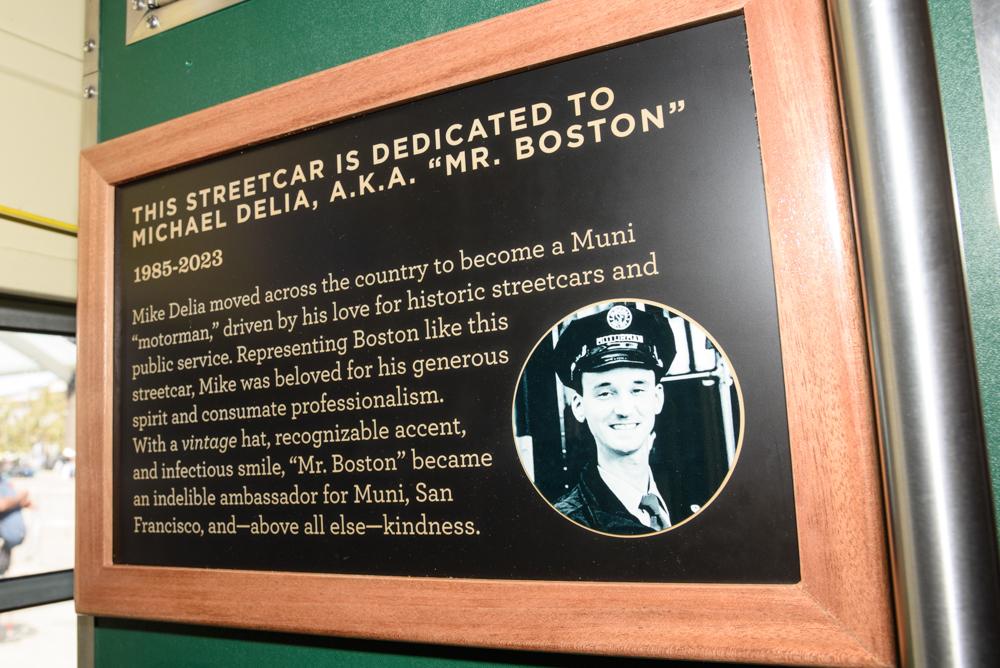 THIS STREETCAR IS DEDICATED TO
MICHAEL DELIA, A.K.A. “MR. BOSTON”
1985-2023
Mike Delia moved across the country to become a Muni
“motorman,” driven by his love for historic streetcars and
public service. Representing Boston like this
streetcar, Mike was beloved for his generous
spirit and consumate professionalism.
With a vintage hat, recognizable accent,
and infectious smile, “Mr. Boston” became
an indelible ambassador for Muni, San
Francisco, and—above all else—kindness.
MOTORMAN